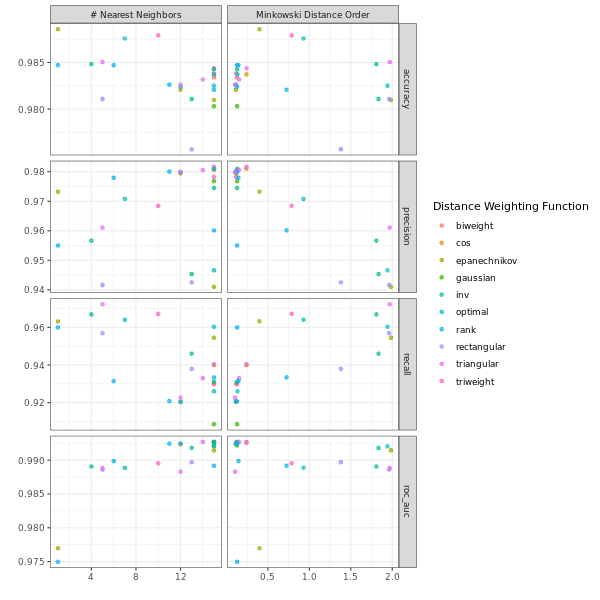 # Nearest Neighbors
Minkowski Distance Order
0.985
0.980
accuracy
0.98
0.97
0.96
0.95
0.94
precision
0.96
0.94
0.92
recall
0.990
0.985
0.980
0.975
roc_auc
4
8
12
0.5
1.0
1.5
2.0
Distance Weighting Function
biweight
cos
epanechnikov
gaussian
inv
optimal
rank
rectangular
triangular
triweight